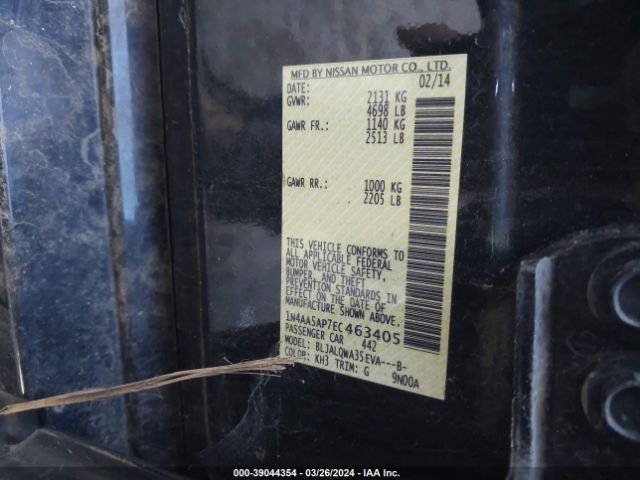 MFD BY NISSAN MOTOR CO., LTD.
DATE: 02/14
GVWR: 2131 KG
4698 LB
GAWR FR.: 1140 KG
2513 LB
GAWR RR.: 1000 KG
2205 LB
THIS VEHICLE CONFORMS TO
ALL APPLICABLE FEDERAL
MOTOR VEHICLE SAFETY,
BUMPER, AND THEFT
PREVENTION STANDARDS IN
EFFECT ON THE DATE OF
MANUFACTURE SHOWN ABOVE.
1N4AA5AP7EC463405
PASSENGER CAR 442
MODEL: BLJALQWA35EVA---B-
COLOR: KH3 TRIM: G 9N00A
000-39044354 | 03/26/2024 | IAA Inc.